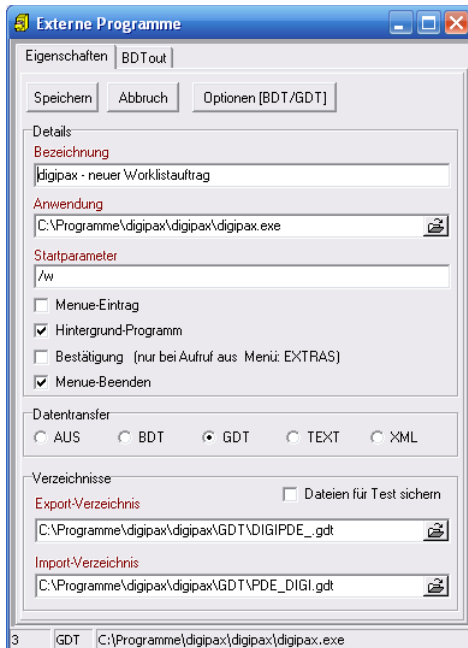 Externe Programme
Eigenschaften BDTout
Speichern Abbruch Optionen [BDT/GDT]
Details
Bezeichnung
digipax - neuer Worklistauftrag
Anwendung
C:\Programme\digipax\digipax\digipax.exe
Startparameter
/w
Menue-Eintrag
Hintergrund-Programm
Bestätigung (nur bei Aufruf aus Menü: EXTRAS)
Menue-Beenden
Datentransfer
AUS BDT GDT TEXT XML
Verzeichnisse
Dateien für Test sichern
Export-Verzeichnis
C:\Programme\digipax\digipax\GDT\DIGIPDE_.gdt
Import-Verzeichnis
C:\Programme\digipax\digipax\GDT\PDE_DIGI.gdt
3 GDT C:\Programme\digipax\digipax\digipax.exe